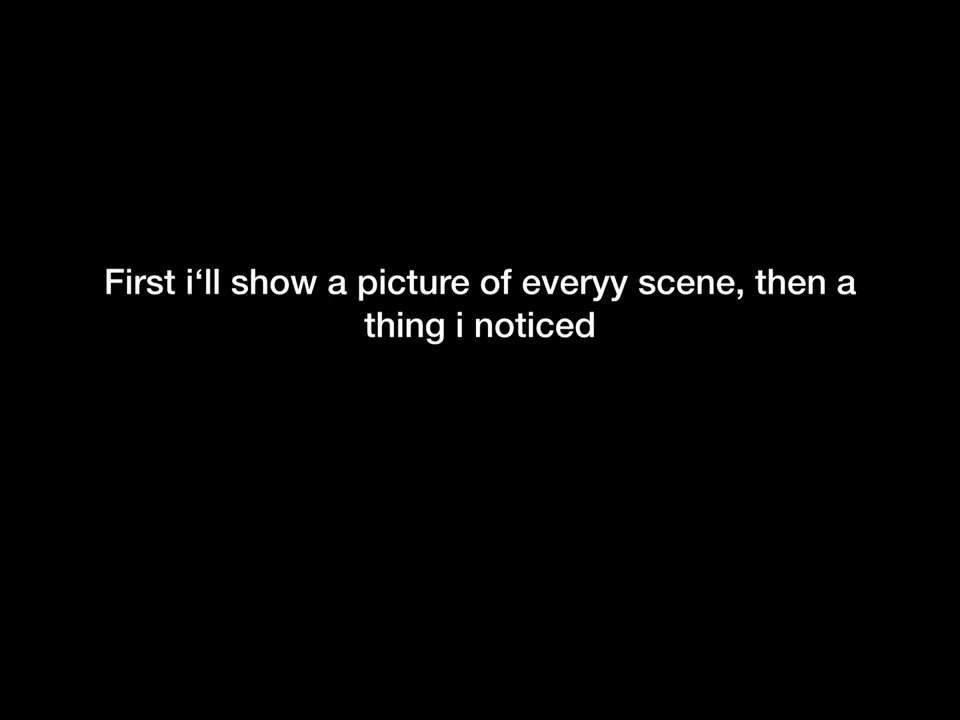 First i‘ll show a picture of everyy scene, then a
thing i noticed